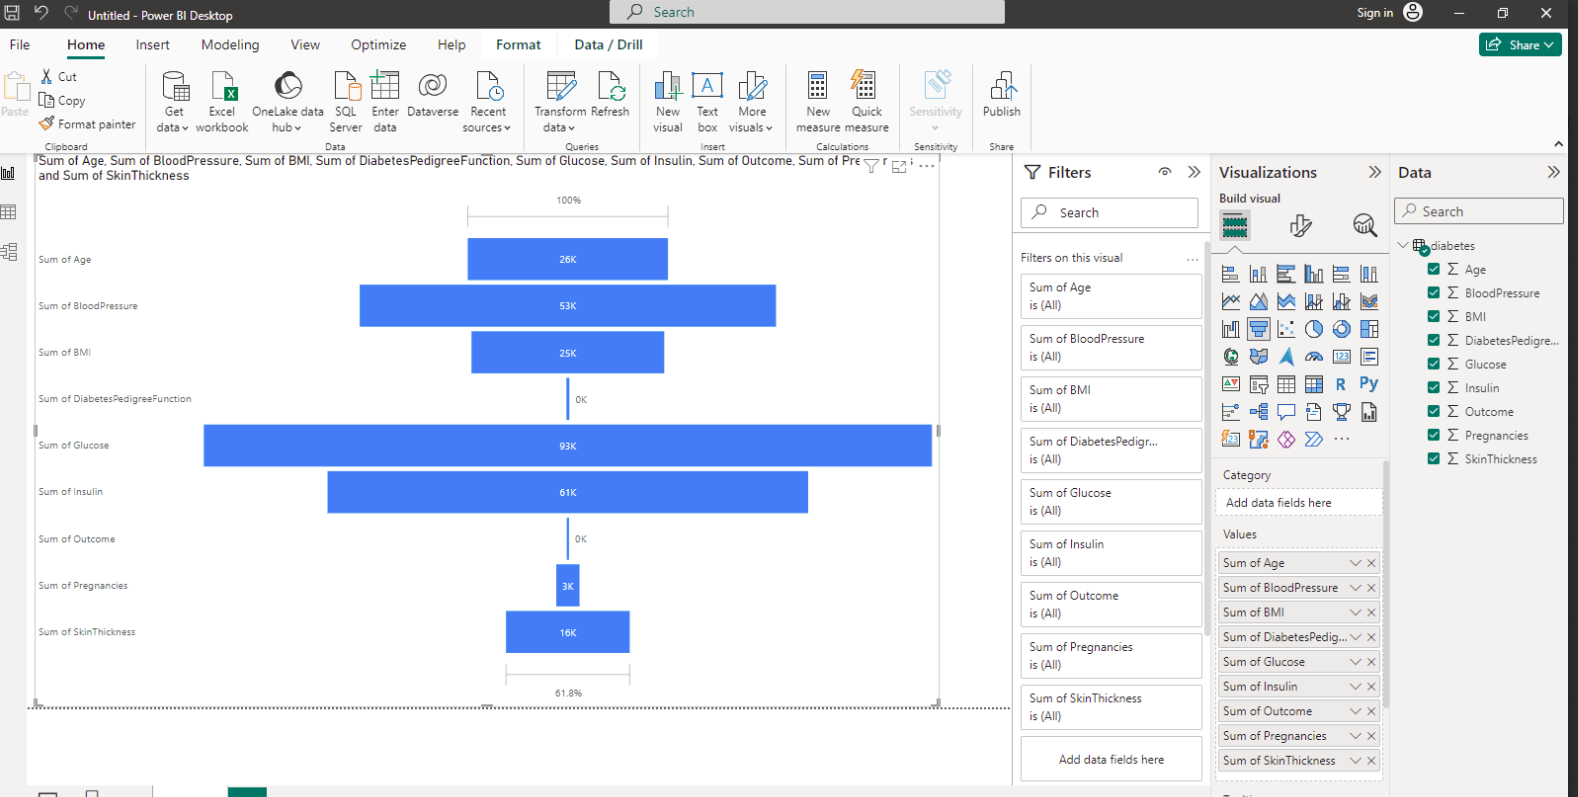 Untitled - Power BI Desktop
Search
Sign in
File Home Insert Modeling View Optimize Help Format Data / Drill
Share
Paste
Cut
Copy
Format painter
Get data
Excel workbook
OneLake data hub
SQL Server
Enter data
Dataverse
Recent sources
Transform data
Refresh
New visual
Text box
More visuals
New measure
Quick measure
Sensitivity
Publish
Clipboard
Data
Queries
Insert
Calculations
Sensitivity
Share
Sum of Age, Sum of BloodPressure, Sum of BMI, Sum of DiabetesPedigreeFunction, Sum of Glucose, Sum of Insulin, Sum of Outcome, Sum of Pre
and Sum of SkinThickness
100%
Sum of Age 26K
Sum of BloodPressure 53K
Sum of BMI 25K
Sum of DiabetesPedigreeFunction 0K
Sum of Glucose 93K
Sum of Insulin 61K
Sum of Outcome 0K
Sum of Pregnancies 3K
Sum of SkinThickness 16K
61.8%
Filters
Search
Filters on this visual
Sum of Age
is (All)
Sum of BloodPressure
is (All)
Sum of BMI
is (All)
Sum of DiabetesPedigr...
is (All)
Sum of Glucose
is (All)
Sum of Insulin
is (All)
Sum of Outcome
is (All)
Sum of Pregnancies
is (All)
Sum of SkinThickness
is (All)
Add data fields here
Visualizations
Build visual
123
R
Py
123
Category
Add data fields here
Values
Sum of Age
Sum of BloodPressure
Sum of BMI
Sum of DiabetesPedig...
Sum of Glucose
Sum of Insulin
Sum of Outcome
Sum of Pregnancies
Sum of SkinThickness
Data
Search
diabetes
Age
BloodPressure
BMI
DiabetesPedigre...
Glucose
Insulin
Outcome
Pregnancies
SkinThickness